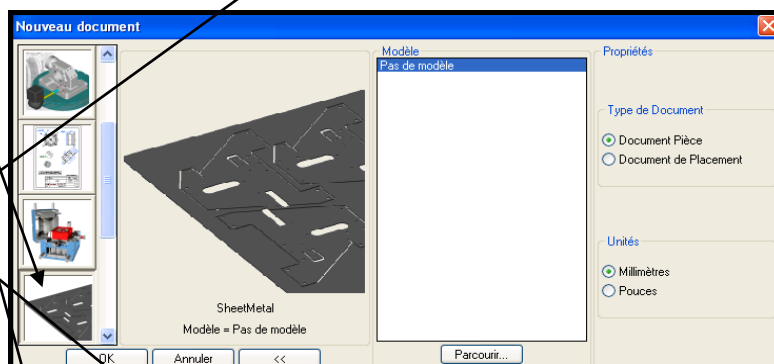 Nouveau document
Modèle
Pas de modèle
Propriétés
Type de Document
Document Pièce
Document de Placement
Unités
Millimètres
Pouces
SheetMetal
Modèle = Pas de modèle
OK
Annuler
<<
Parcourir...